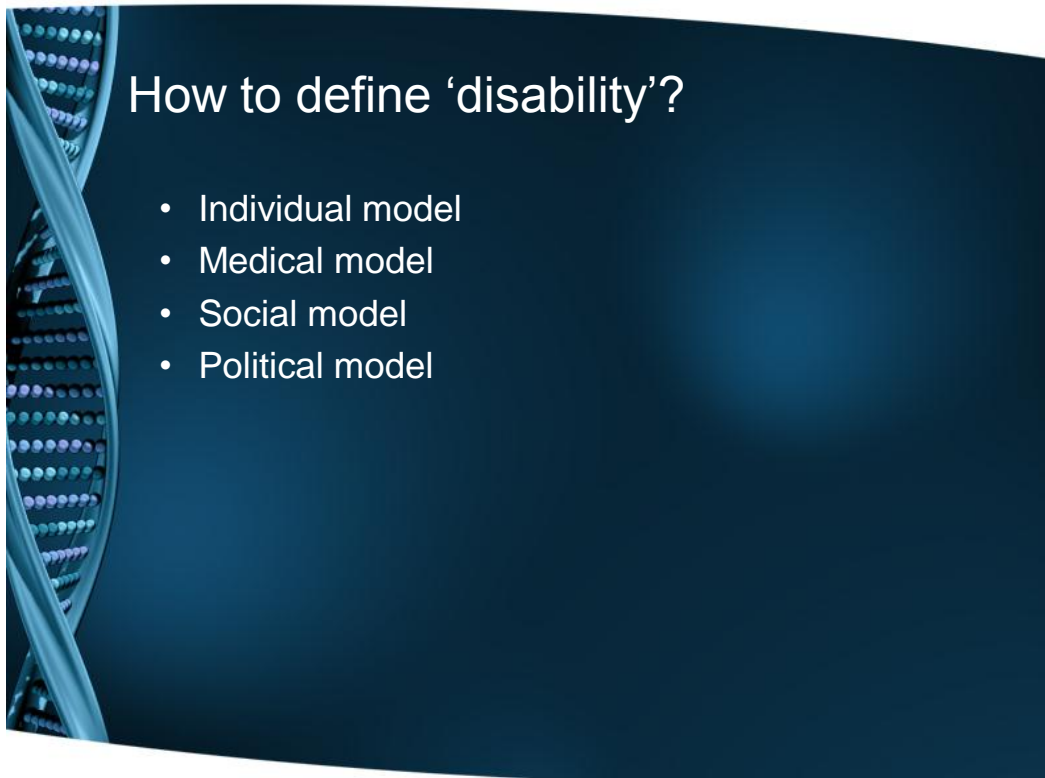 How to define ‘disability’?
• Individual model
• Medical model
• Social model
• Political model